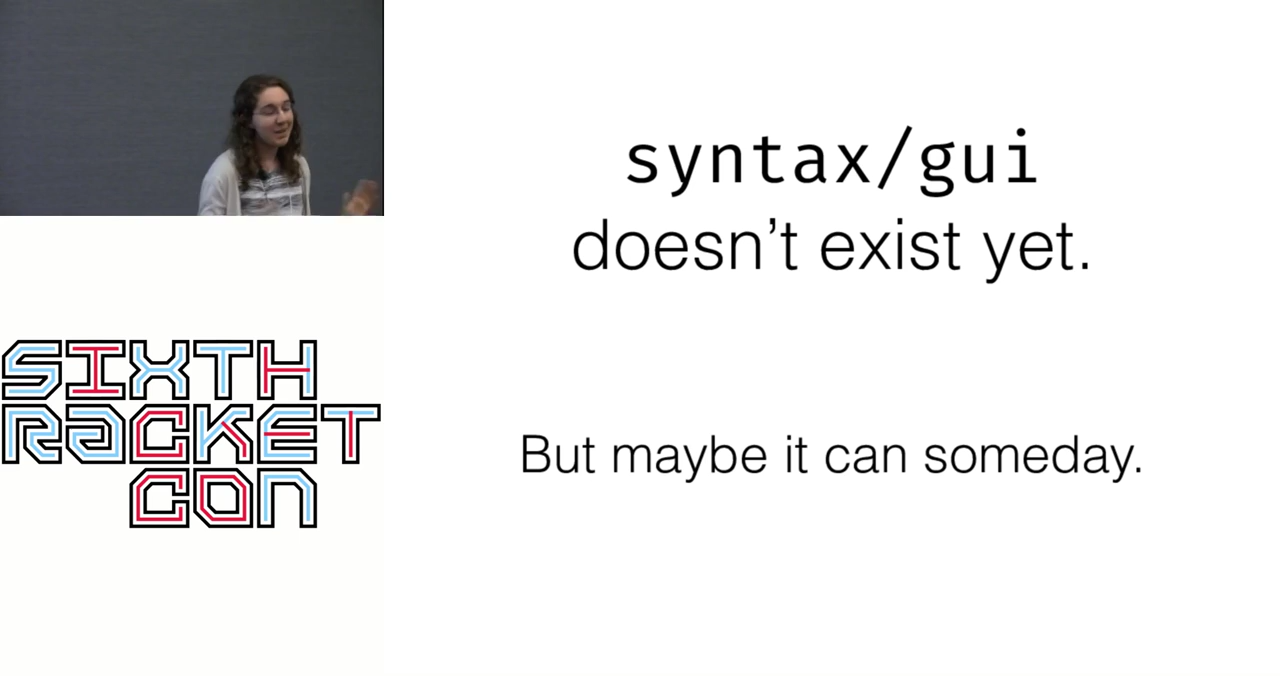 syntax/gui
doesn't exist yet.
But maybe it can someday.
SIXTH
RACKET
CON